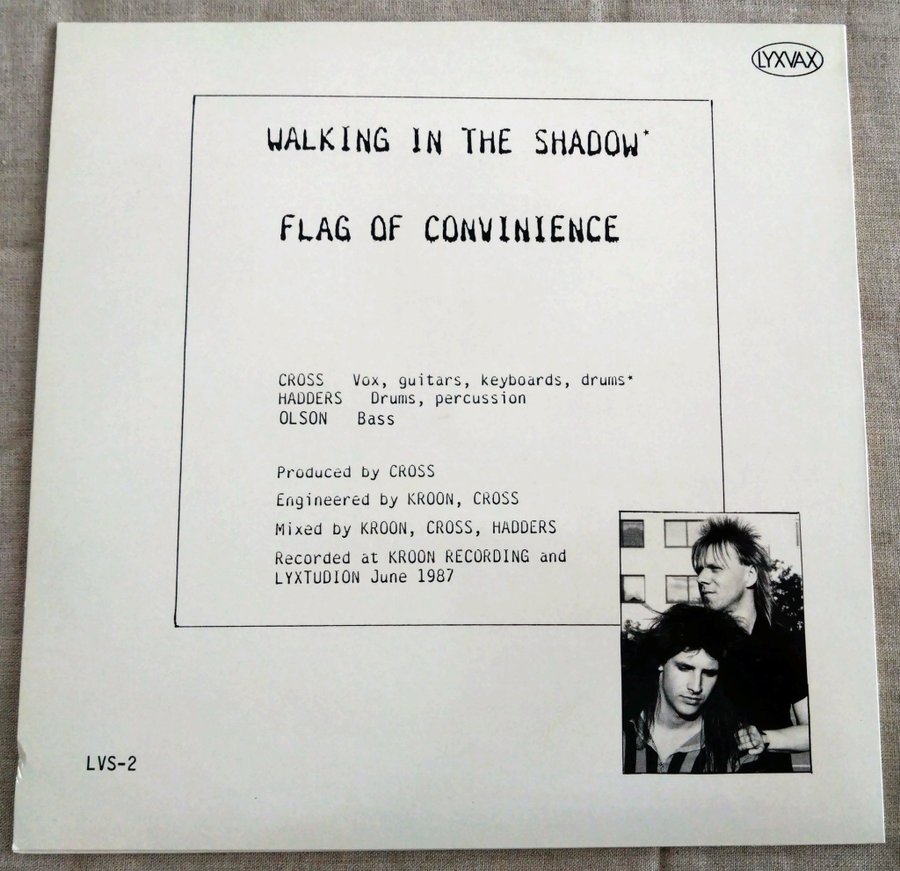 LYXVAX
WALKING IN THE SHADOW*
FLAG OF CONVINIENCE
CROSS Vox, guitars, keyboards, drums*
HADDERS Drums, percussion
OLSON Bass
Produced by CROSS
Engineered by KROON, CROSS
Mixed by KROON, CROSS, HADDERS
Recorded at KROON RECORDING and
LYXTUDION June 1987
LVS-2